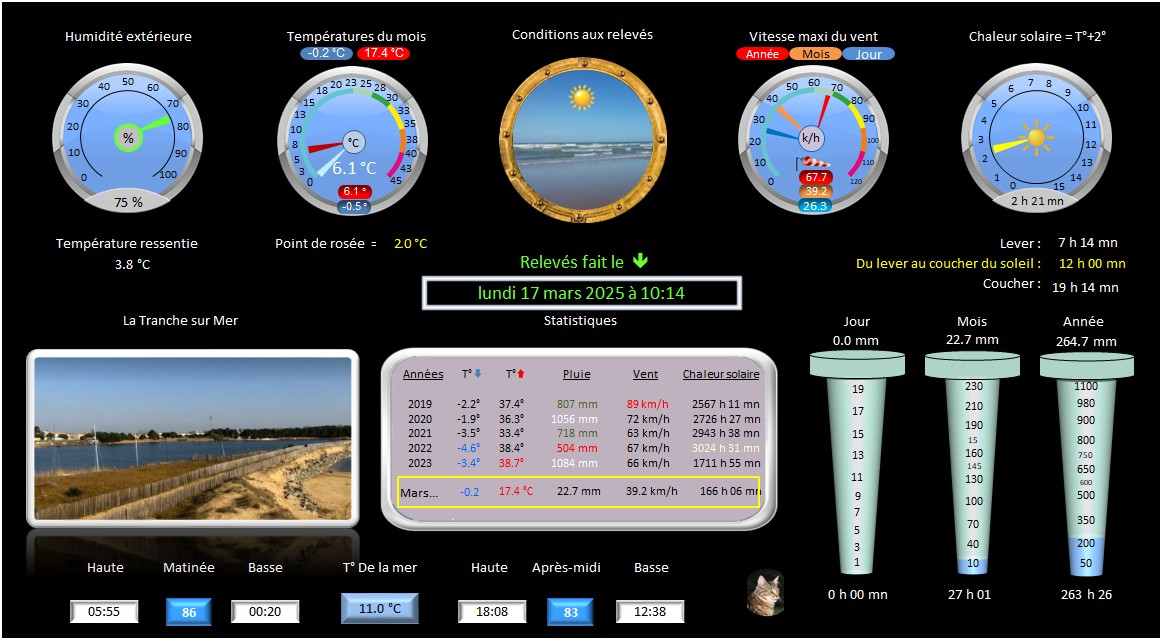 Humidité extérieure
Températures du mois
-0.2 °C 17.4 °C
Conditions aux relevés
Vitesse maxi du vent
Année Mois Jour
Chaleur solaire = T°+2°
0 10 20 30 40 50 60 70 80 90 100
%
75 %
0 3 5 8 10 13 15 18 20 23 25 28 30 33 35 38 40 43 45
°C
6.1 °C
6.1 °
-0.5 °
0 10 20 30 40 50 60 70 80 90 100 110 120
k/h
67.7
39.2
26.3
0 1 2 3 4 5 6 7 8 9 10 11 12 13 14 15
2 h 21 mn
Température ressentie
3.8 °C
Point de rosée = 2.0 °C
Relevés fait le
lundi 17 mars 2025 à 10:14
Lever : 7 h 14 mn
Du lever au coucher du soleil : 12 h 00 mn
Coucher : 19 h 14 mn
La Tranche sur Mer
Statistiques
Années T° T° Pluie Vent Chaleur solaire
2019 -2.2° 37.4° 807 mm 89 km/h 2567 h 11 mn
2020 -1.9° 36.3° 1056 mm 72 km/h 2726 h 27 mn
2021 -3.5° 33.4° 718 mm 63 km/h 2943 h 38 mn
2022 -4.6° 38.4° 504 mm 67 km/h 3024 h 31 mn
2023 -3.4° 38.7° 1084 mm 66 km/h 1711 h 55 mn
Mars... -0.2 17.4 °C 22.7 mm 39.2 km/h 166 h 06 mn
Jour
0.0 mm
19
17
15
13
11
9
7
5
3
1
0 h 00 mn
Mois
22.7 mm
230
210
190
15
160
145
130
100
70
40
10
27 h 01
Année
264.7 mm
1100
980
900
800
750
650
600
500
350
200
50
263 h 26
Haute Matinée Basse
05:55 86 00:20
T° De la mer
11.0 °C
Haute Après-midi Basse
18:08 83 12:38